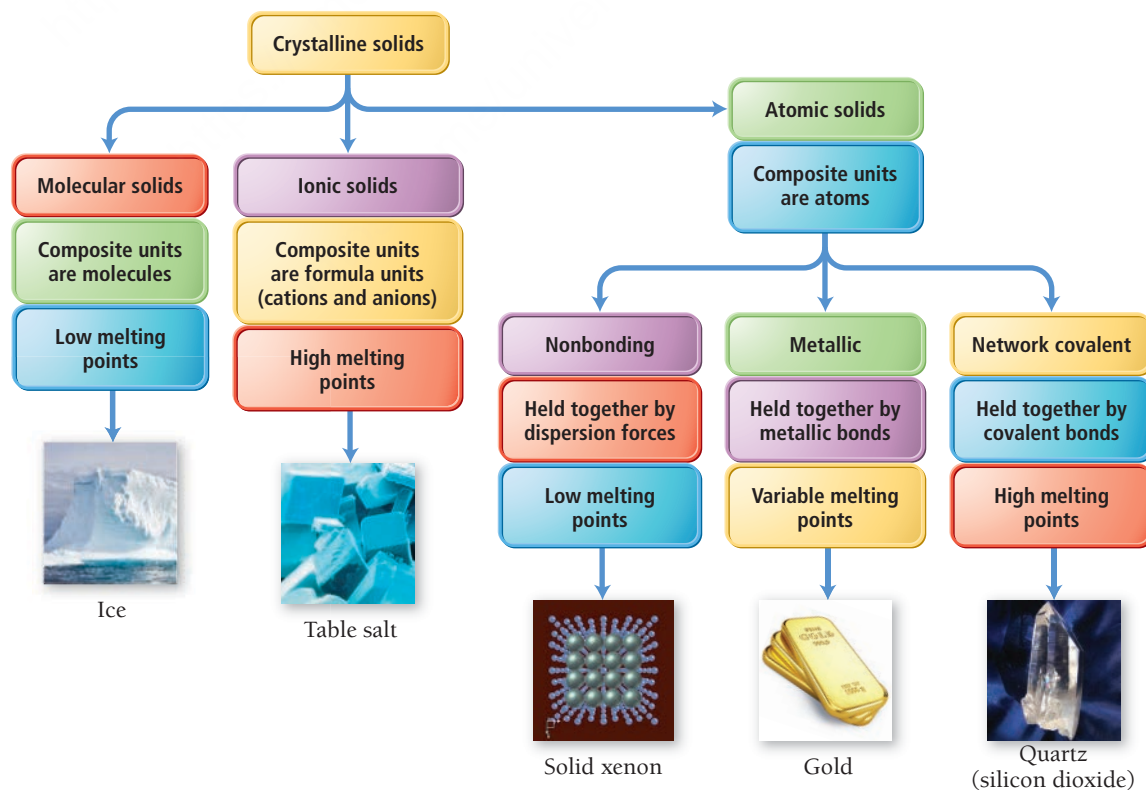 Crystalline solids
Molecular solids
Composite units
are molecules
Low melting
points
Ice
Ionic solids
Composite units
are formula units
(cations and anions)
High melting
points
Table salt
Atomic solids
Composite units
are atoms
Nonbonding
Held together by
dispersion forces
Low melting
points
Solid xenon
Metallic
Held together by
metallic bonds
Variable melting
points
GOLD
Gold
Network covalent
Held together by
covalent bonds
High melting
points
Quartz
(silicon dioxide)